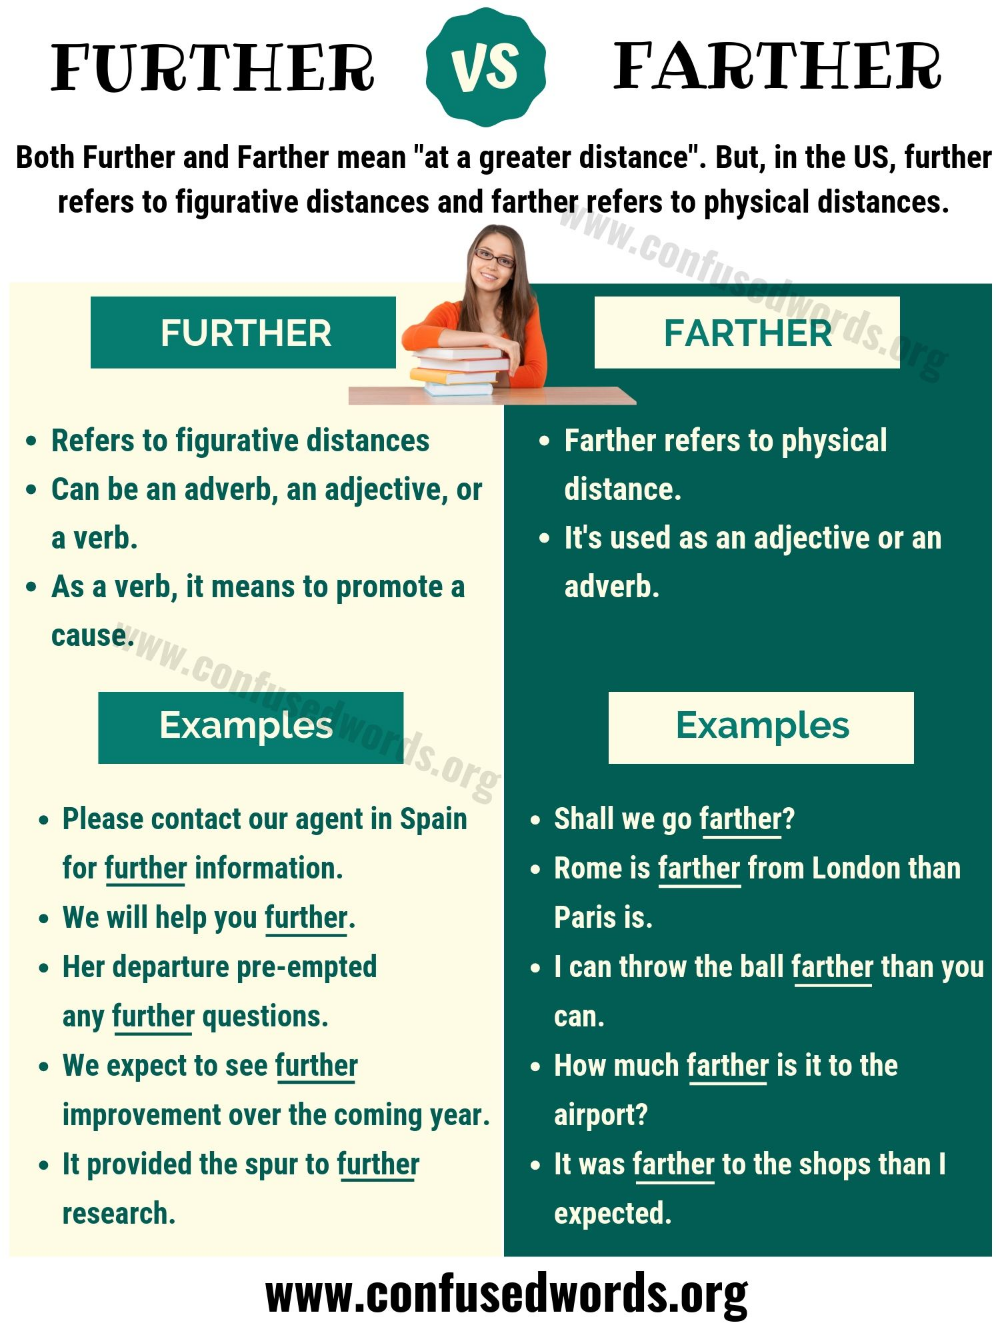 FURTHER VS FARTHER
Both Further and Farther mean "at a greater distance". But, in the US, further
refers to figurative distances and farther refers to physical distances.
www.confusedwords.org
FURTHER
• Refers to figurative distances
• Can be an adverb, an adjective, or
a verb.
• As a verb, it means to promote a
cause.
www.confusedwords.org
Examples
• Please contact our agent in Spain
for further information.
• We will help you further.
• Her departure pre-empted
any further questions.
• We expect to see further
improvement over the coming year.
• It provided the spur to further
research.
FARTHER
• Farther refers to physical
distance.
• It's used as an adjective or an
adverb.
Examples
• Shall we go farther?
• Rome is farther from London than
Paris is.
• I can throw the ball farther than you
can.
• How much farther is it to the
airport?
• It was farther to the shops than I
expected.
www.confusedwords.org